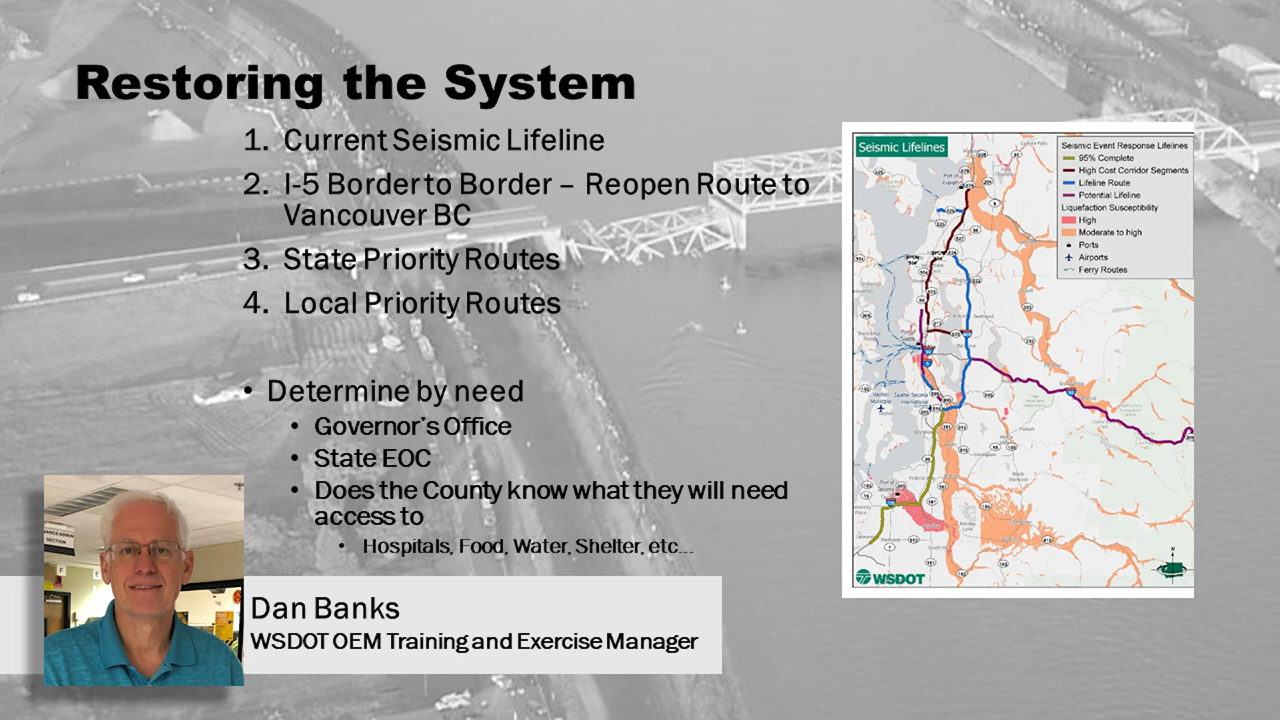 Restoring the System
1. Current Seismic Lifeline
2. I-5 Border to Border – Reopen Route to
Vancouver BC
3. State Priority Routes
4. Local Priority Routes
• Determine by need
• Governor's Office
• State EOC
• Does the County know what they will need
access to
• Hospitals, Food, Water, Shelter, etc...
Dan Banks
WSDOT OEM Training and Exercise Manager
SECTION
Seismic Lifelines
Seismic Event Response Lifelines
95% Complete
High Cost Corridor Segments
Lifeline Route
Potential Lifeline
Liquefaction Susceptibility
High
Moderate to high
Ports
Airports
Ferry Routes
WSDOT